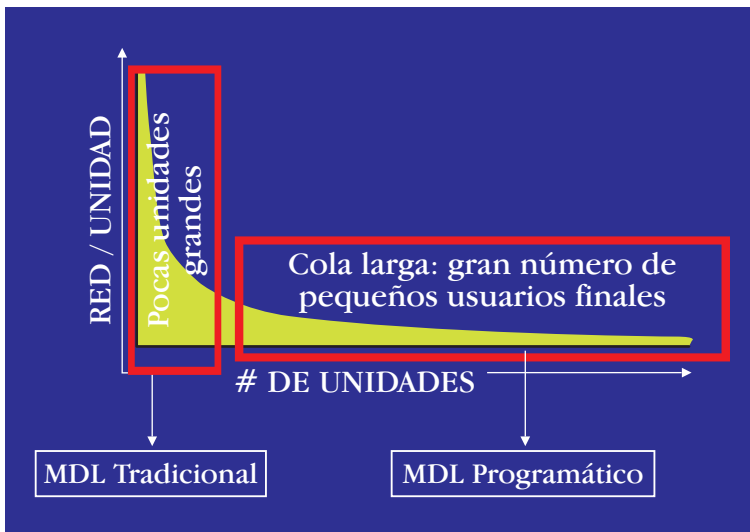 RED / UNIDAD
Pocas unidades
grandes
Cola larga: gran número de
pequeños usuarios finales
# DE UNIDADES
MDL Tradicional
MDL Programático